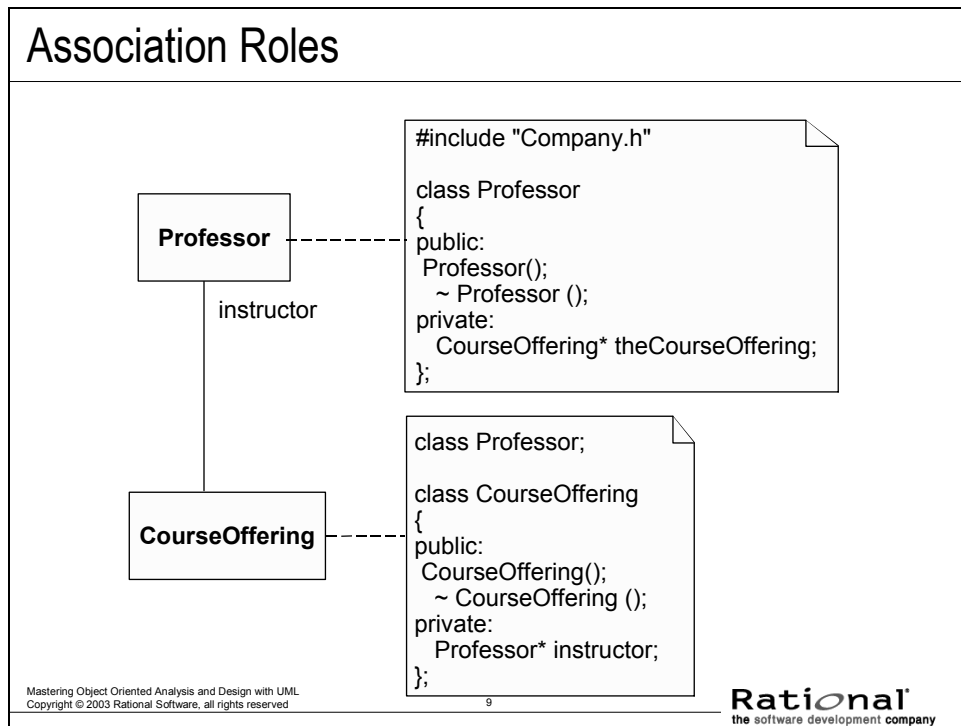 Association Roles
#include "Company.h"
class Professor
{
public:
Professor();
~ Professor ();
private:
CourseOffering* theCourseOffering;
};
Professor
instructor
class Professor;
class CourseOffering
{
public:
CourseOffering();
~ CourseOffering ();
private:
Professor* instructor;
};
CourseOffering
Mastering Object Oriented Analysis and Design with UML
Copyright © 2003 Rational Software, all rights reserved
9
Rational
the software development company